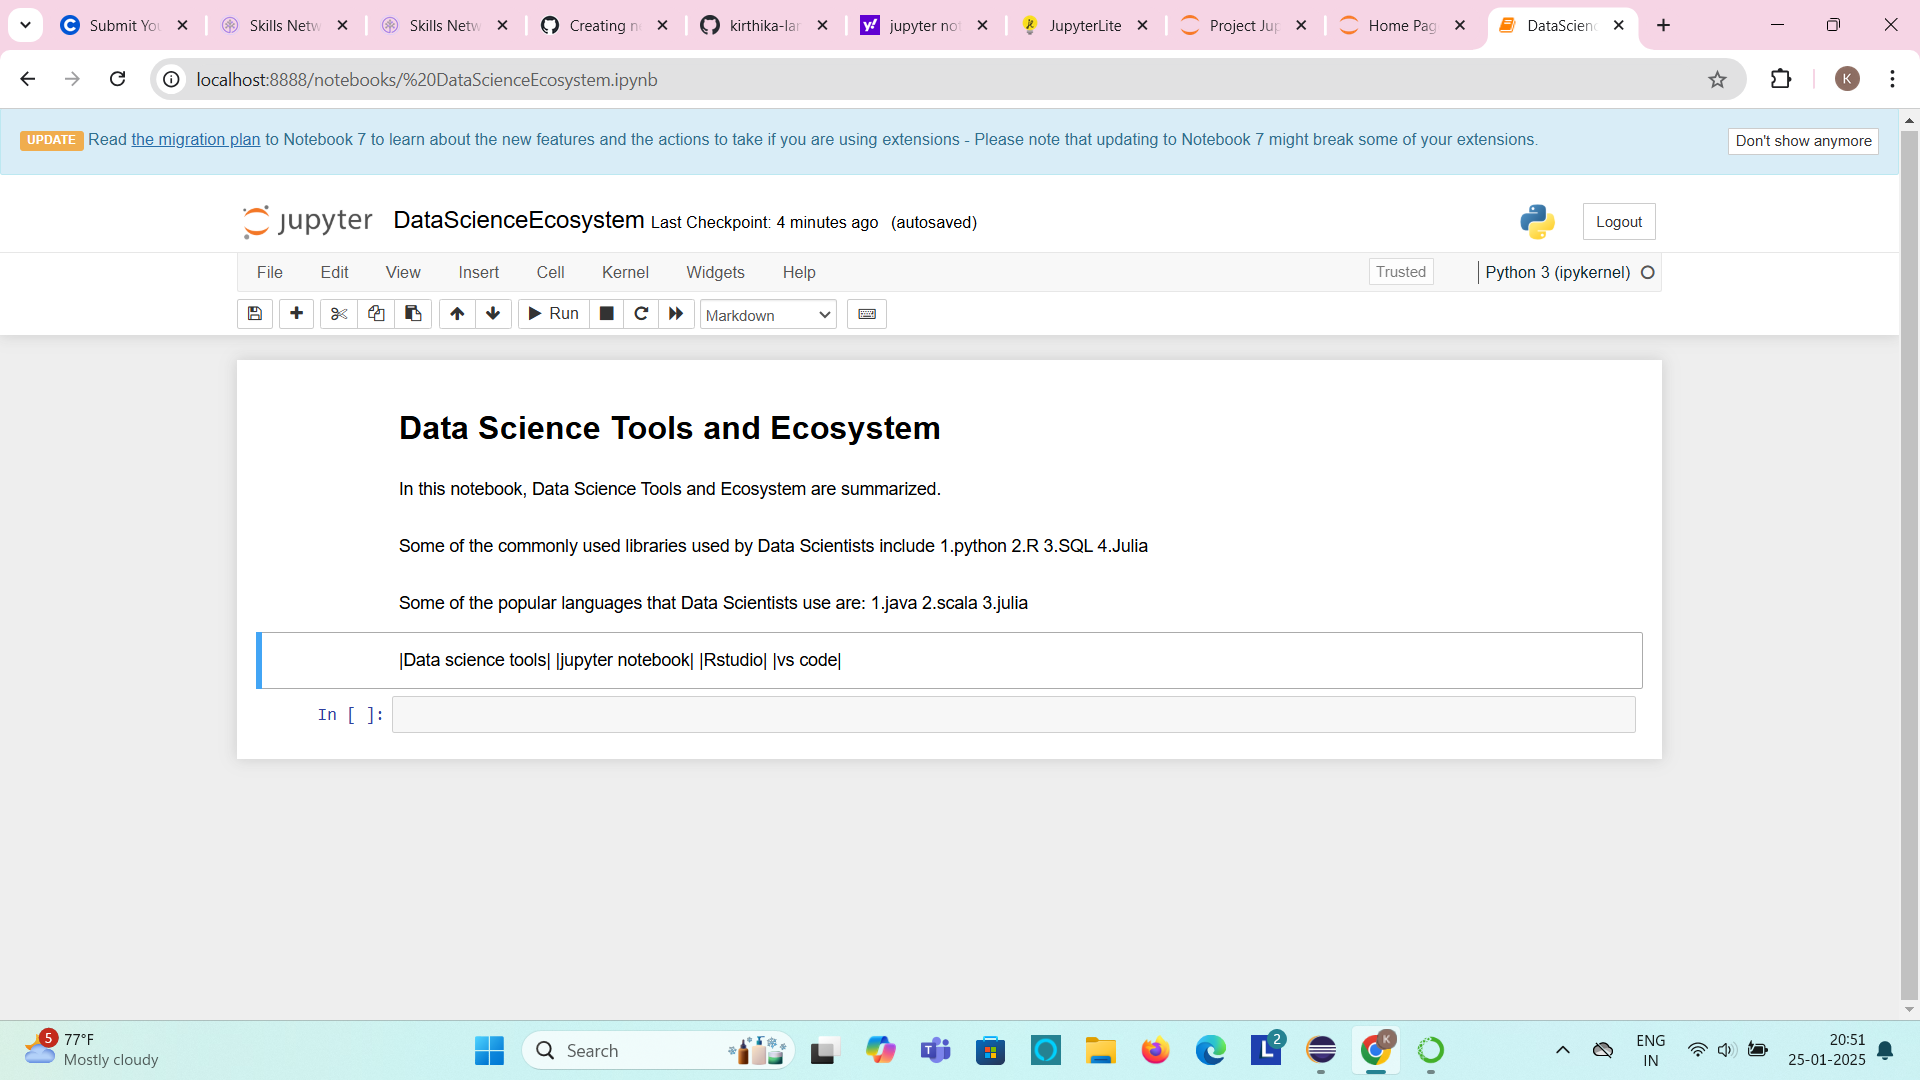 Submit Yo
Skills Netw
Skills Netw
Creating n
kirthika-lar
jupyter not
JupyterLite
Project Jup
Home Pag
DataScienc
localhost:8888/notebooks/%20DataScienceEcosystem.ipynb
K
UPDATE Read the migration plan to Notebook 7 to learn about the new features and the actions to take if you are using extensions - Please note that updating to Notebook 7 might break some of your extensions.
Don't show anymore
jupyter DataScienceEcosystem Last Checkpoint: 4 minutes ago (autosaved)
Logout
File Edit View Insert Cell Kernel Widgets Help
Trusted
Python 3 (ipykernel)
Run
Markdown
Data Science Tools and Ecosystem
In this notebook, Data Science Tools and Ecosystem are summarized.
Some of the commonly used libraries used by Data Scientists include 1.python 2.R 3.SQL 4.Julia
Some of the popular languages that Data Scientists use are: 1.java 2.scala 3.julia
|Data science tools| |jupyter notebook| |Rstudio| |vs code|
In [ ]:
5
77°F
Mostly cloudy
Search
L 2
K
ENG
IN
20:51
25-01-2025